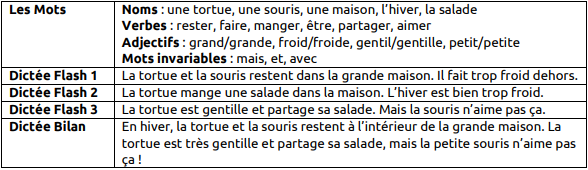 Les Mots
Noms : une tortue, une souris, une maison, l’hiver, la salade
Verbes : rester, faire, manger, être, partager, aimer
Adjectifs : grand/grande, froid/froide, gentil/gentille, petit/petite
Mots invariables : mais, et, avec
Dictée Flash 1 La tortue et la souris restent dans la grande maison. Il fait trop froid dehors.
Dictée Flash 2 La tortue mange une salade dans la maison. L’hiver est bien trop froid.
Dictée Flash 3 La tortue est gentille et partage sa salade. Mais la souris n’aime pas ça.
Dictée Bilan En hiver, la tortue et la souris restent à l’intérieur de la grande maison. La
tortue est très gentille et partage sa salade, mais la petite souris n’aime pas
ça !